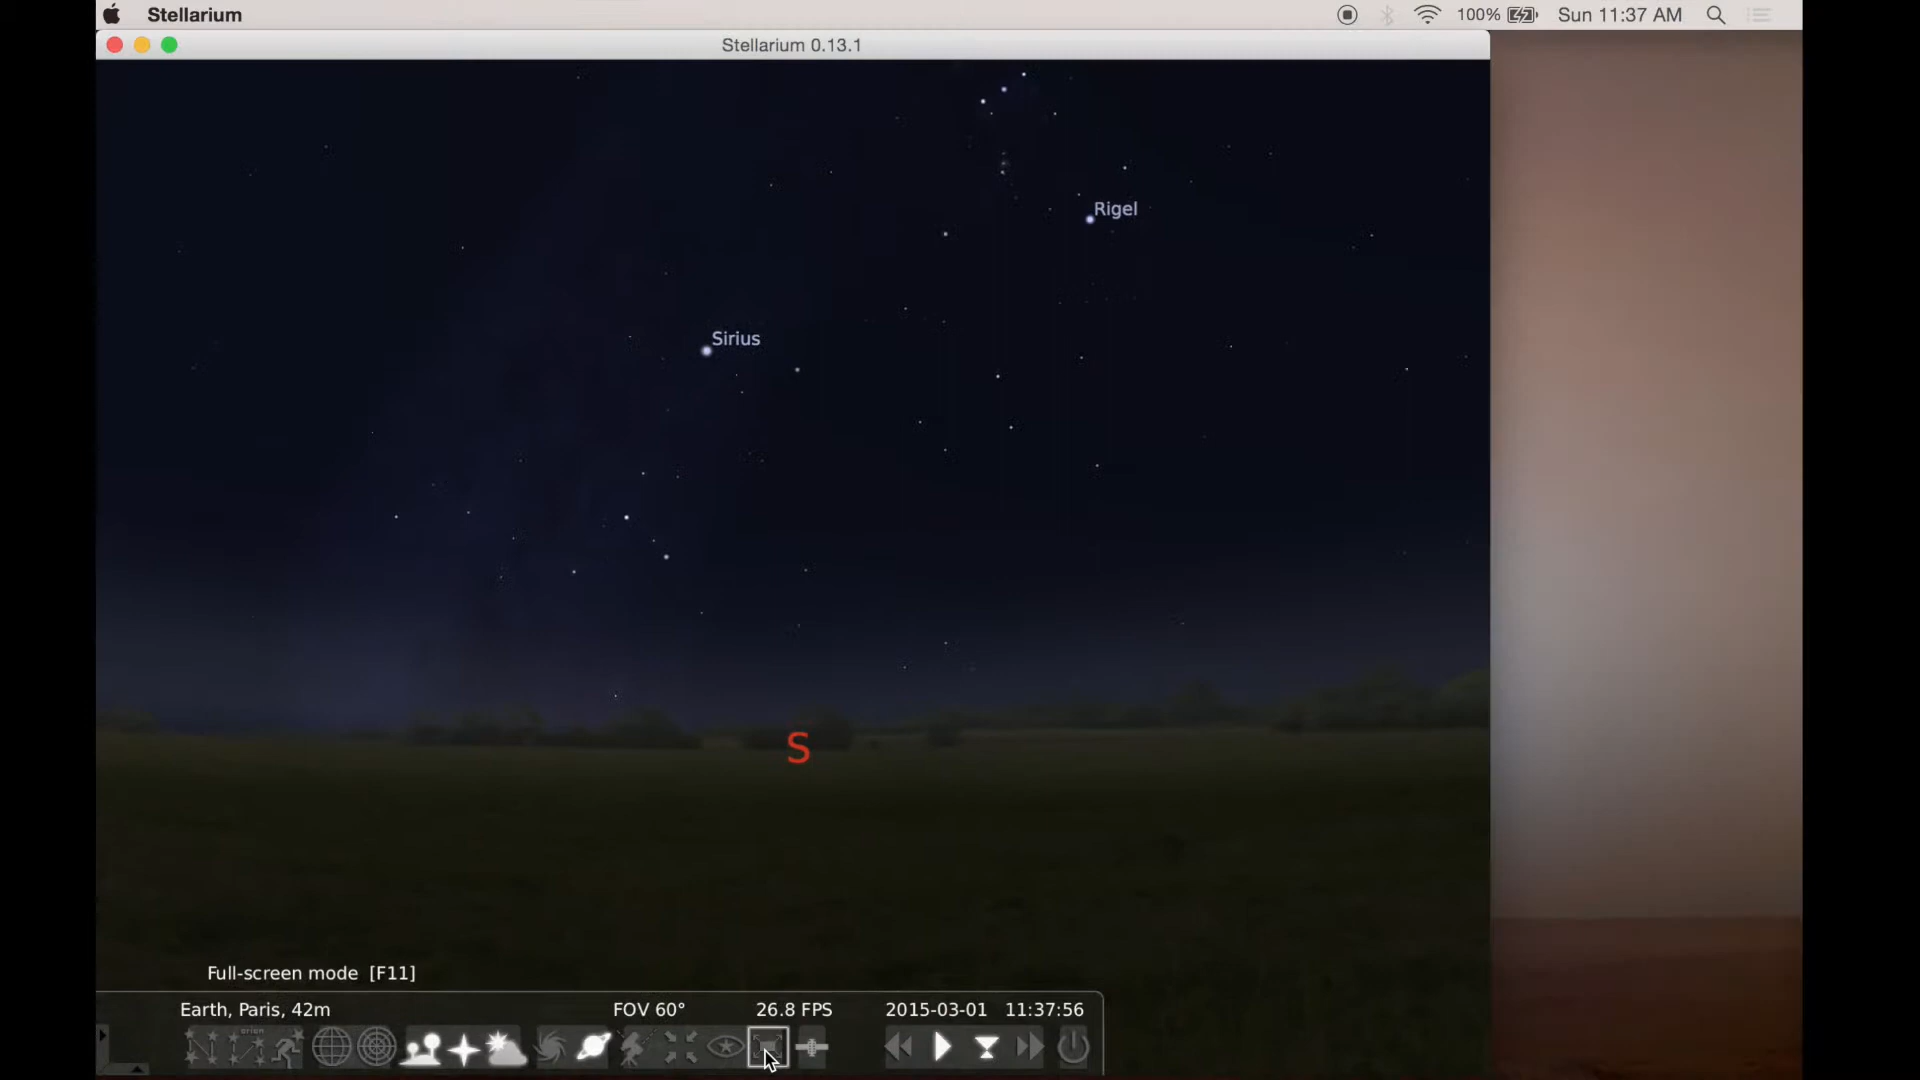 Stellarium
100%
Sun 11:37 AM
Stellarium 0.13.1
Rigel
Sirius
S
Full-screen mode [F11]
Earth, Paris, 42m
FOV 60°
26.8 FPS
2015-03-01 11:37:56
orion